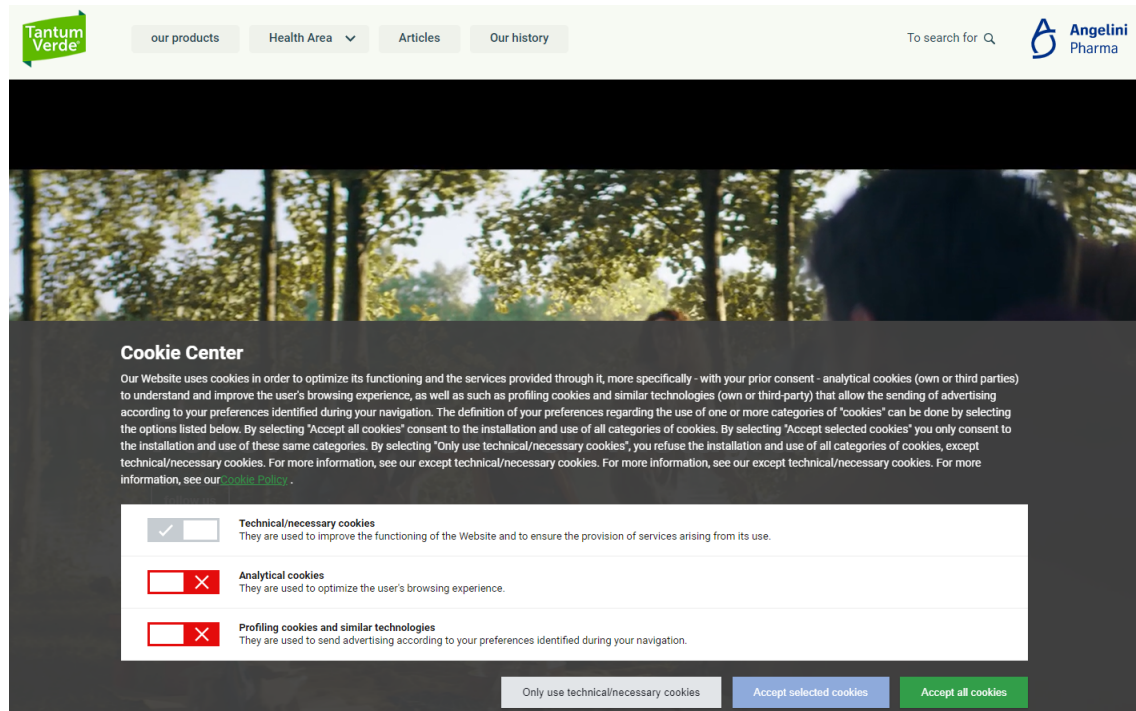 Tantum
Verde
our products
Health Area
Articles
Our history
To search for
Angelini
Pharma
Cookie Center
Our Website uses cookies in order to optimize its functioning and the services provided through it, more specifically - with your prior consent - analytical cookies (own or third parties)
to understand and improve the user's browsing experience, as well as such as profiling cookies and similar technologies (own or third-party) that allow the sending of advertising
according to your preferences identified during your navigation. The definition of your preferences regarding the use of one or more categories of "cookies" can be done by selecting
the options listed below. By selecting "Accept all cookies" consent to the installation and use of all categories of cookies. By selecting "Accept selected cookies" you only consent to
the installation and use of these same categories. By selecting "Only use technical/necessary cookies", you refuse the installation and use of all categories of cookies, except
technical/necessary cookies. For more information, see our except technical/necessary cookies. For more information, see our except technical/necessary cookies. For more
information, see ourCookie Policy .
follow us
Technical/necessary cookies
They are used to improve the functioning of the Website and to ensure the provision of services arising from its use.
Analytical cookies
They are used to optimize the user's browsing experience.
Profiling cookies and similar technologies
They are used to send advertising according to your preferences identified during your navigation.
Only use technical/necessary cookies
Accept selected cookies
Accept all cookies